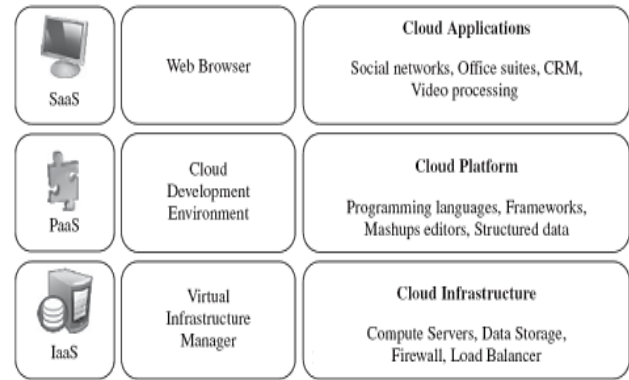 SaaS
Web Browser
Cloud Applications
Social networks, Office suites, CRM,
Video processing
PaaS
Cloud
Development
Environment
Cloud Platform
Programming languages, Frameworks,
Mashups editors, Structured data
IaaS
Virtual
Infrastructure
Manager
Cloud Infrastructure
Compute Servers, Data Storage,
Firewall, Load Balancer